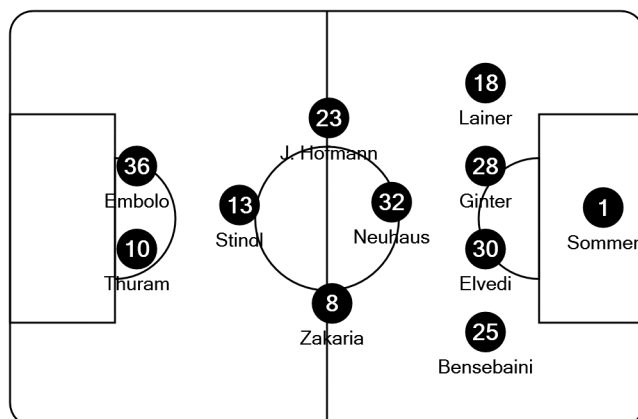 18
Lainer
23
J. Hofmann
36
Embolo
28
Ginter
13
Stindl
32
Neuhaus
1
Sommer
10
Thuram
30
Elvedi
8
Zakaria
25
Bensebaini